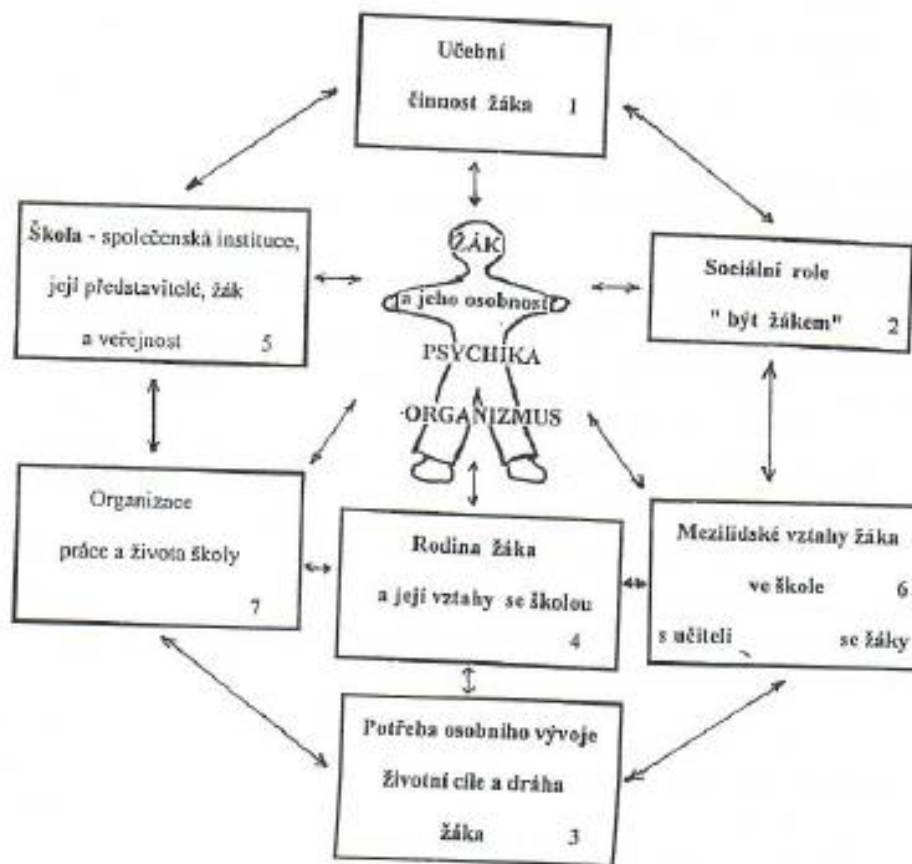 Učební
činnost žáka 1
Škola - společenská instituce,
její představitelé, žák
a veřejnost 5
ŽÁK
a jeho osobnost
PSYCHIKA
ORGANIZMUS
Sociální role
" být žákem" 2
Organizace
práce a života školy
7
Rodina žáka
a její vztahy se školou
4
Mezilidské vztahy žáka
ve škole 6
s učiteli se žáky
Potřeba osobního vývoje
životní cíle a dráha
žáka 3